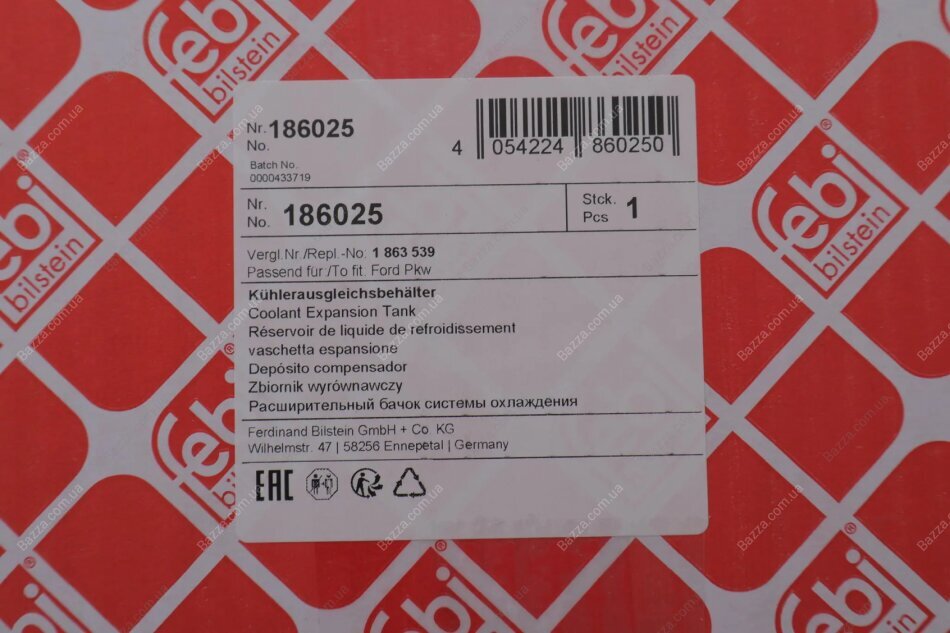 febi
bilstein
Nr. 186025
No.
Batch No.
0000433719
4 054224 860250
Nr. 186025
No.
Stck. 1
Pcs
Vergl.Nr./Repl.-No. 1 863 539
Passend für /To fit: Ford Pkw
Kühlerausgleichsbehälter
Coolant Expansion Tank
Réservoir de liquide de refroidissement
vaschetta espansione
Depósito compensador
Zbiornik wyrównawczy
Расширительный бачок системы охлаждения
Ferdinand Bilstein GmbH + Co. KG
Wilhelmstr. 47 | 58256 Ennepetal | Germany
EAC
Bazza.com.ua